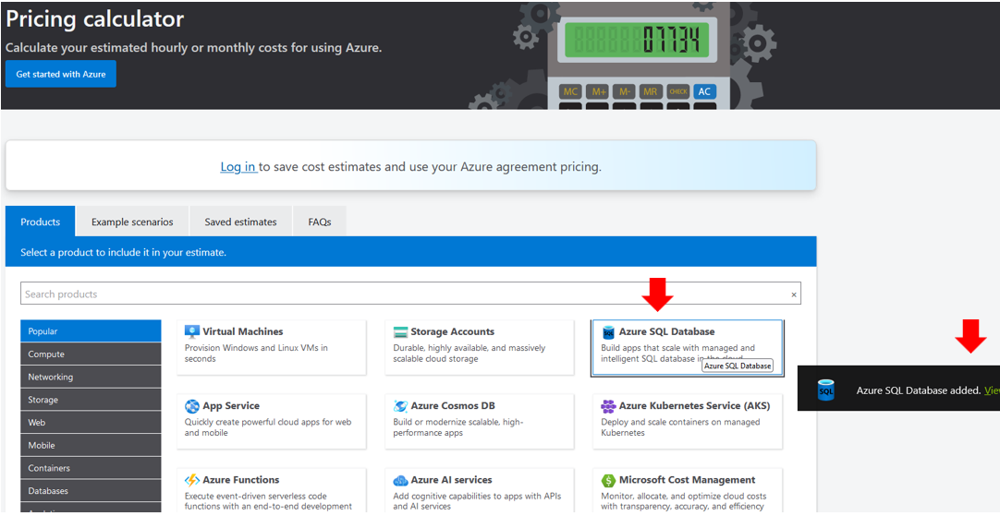 Pricing calculator
Calculate your estimated hourly or monthly costs for using Azure.
Get started with Azure
07734
MC M+ M- MR CHECK AC
Log in to save cost estimates and use your Azure agreement pricing.
Products Example scenarios Saved estimates FAQs
Select a product to include it in your estimate.
Search products ×
Popular
Compute
Networking
Storage
Web
Mobile
Containers
Databases
Virtual Machines
Provision Windows and Linux VMs in
seconds
Storage Accounts
Durable, highly available, and massively
scalable cloud storage
Azure SQL Database
Build apps that scale with managed and
intelligent SQL database in the cloud
Azure SQL Database
SQL
Azure SQL Database added. View
App Service
Quickly create powerful cloud apps for web
and mobile
Azure Cosmos DB
Build or modernize scalable, high-
performance apps
Azure Kubernetes Service (AKS)
Deploy and scale containers on managed
Kubernetes
Azure Functions
Execute event-driven serverless code
functions with an end-to-end development
Azure AI services
Add cognitive capabilities to apps with APIs
and AI services
Microsoft Cost Management
Monitor, allocate, and optimize cloud costs
with transparency, accuracy, and efficiency